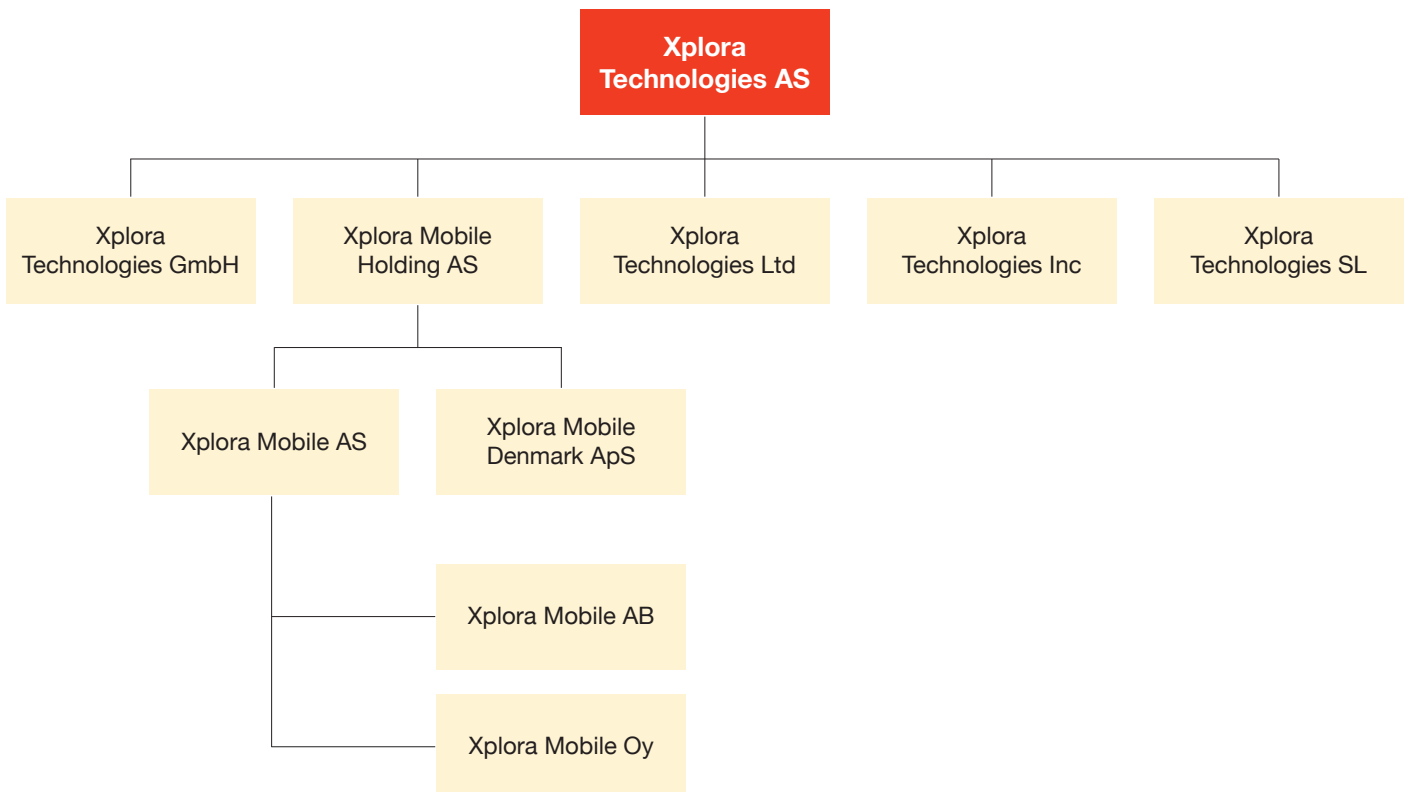 Xplora
Technologies AS
Xplora
Technologies GmbH
Xplora Mobile
Holding AS
Xplora
Technologies Ltd
Xplora
Technologies Inc
Xplora
Technologies SL
Xplora Mobile AS
Xplora Mobile
Denmark ApS
Xplora Mobile AB
Xplora Mobile Oy